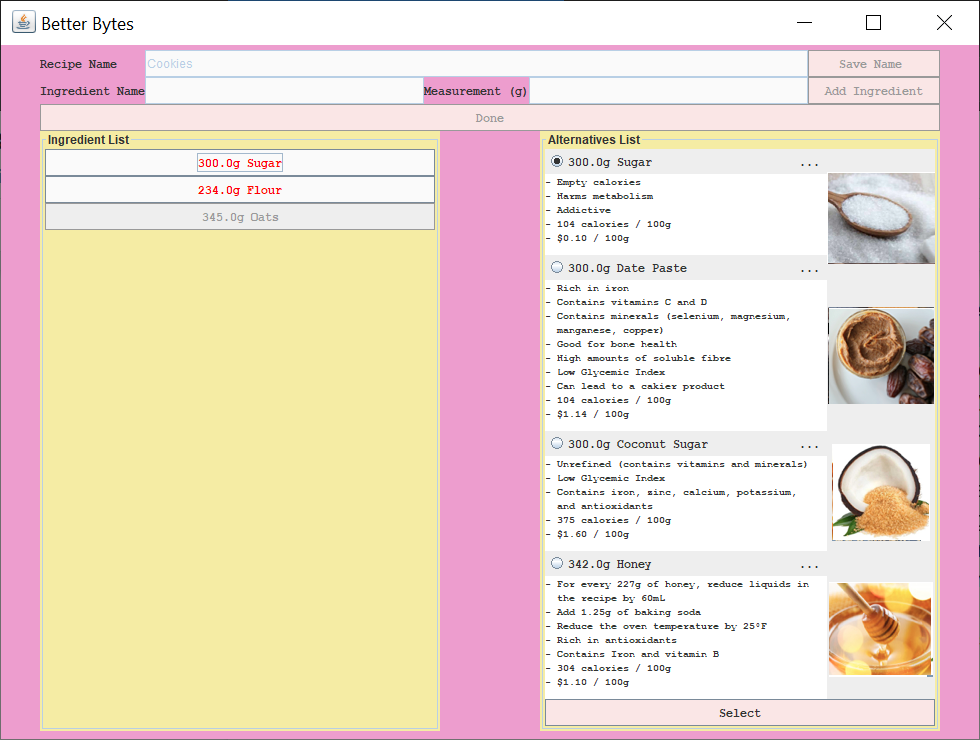 Better Bytes
Recipe Name Cookies Save Name
Ingredient Name Measurement (g) Add Ingredient
Done
Ingredient List
300.0g Sugar
234.0g Flour
345.0g Oats
Alternatives List
300.0g Sugar ...
- Empty calories
- Harms metabolism
- Addictive
- 104 calories / 100g
- $0.10 / 100g
300.0g Date Paste ...
- Rich in iron
- Contains vitamins C and D
- Contains minerals (selenium, magnesium,
manganese, copper)
- Good for bone health
- High amounts of soluble fibre
- Low Glycemic Index
- Can lead to a cakier product
- 104 calories / 100g
- $1.14 / 100g
300.0g Coconut Sugar ...
- Unrefined (contains vitamins and minerals)
- Low Glycemic Index
- Contains iron, zinc, calcium, potassium,
and antioxidants
- 375 calories / 100g
- $1.60 / 100g
342.0g Honey ...
- For every 227g of honey, reduce liquids in
the recipe by 60mL
- Add 1.25g of baking soda
- Reduce the oven temperature by 25°F
- Rich in antioxidants
- Contains Iron and vitamin B
- 304 calories / 100g
- $1.10 / 100g
Select